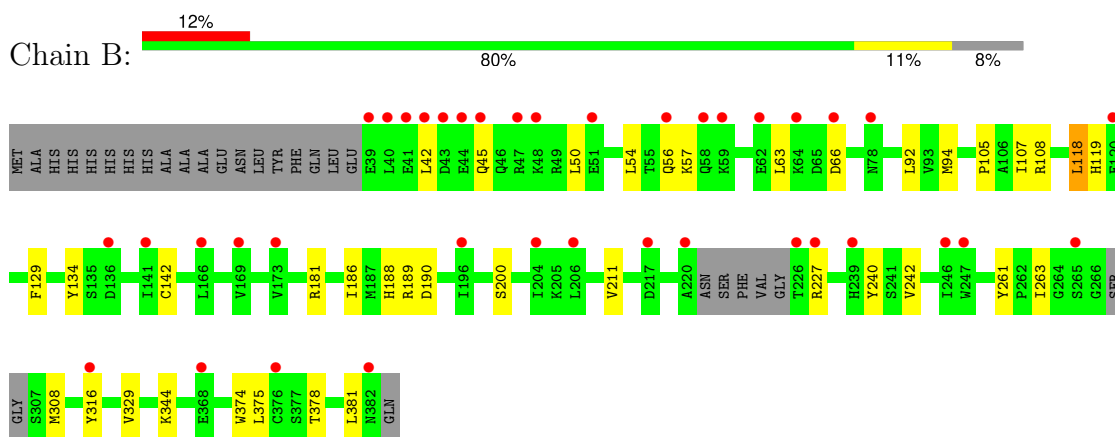 12%
Chain B:
80% 11% 8%
MET ALA HIS HIS HIS HIS HIS HIS ALA ALA ALA GLU ASN LEU TYR PHE GLN LEU GLU E39 L40 E41 L42 D43 E44 Q45 Q46 R47 K48 R49 L50 E51 L54 T55 Q56 K57 Q58 K59 E62 L63 K64 D65 D66 N78 L92 V93 M94 P105 A106 I107 R108 L118 H119
F129 Y134 S135 D136 I141 C142 L166 V169 V173 R181 I186 M187 H188 R189 D190 I196 S200 I204 K205 L206 V211 D217 A220 ASN SER PHE VAL GLY T226 R227 H239 Y240 S241 V242 I246 W247 Y261 P262 I263 G264 S265 G266
GLY S307 M308 Y316 V329 K344 E368 W374 L375 C376 S377 T378 L381 N382 GLN